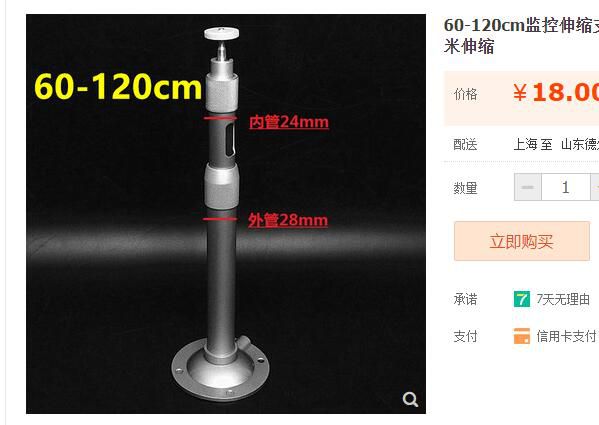 60-120cm监控伸缩
米伸缩
60-120cm
内管24mm
外管28mm
价格
¥18.00
配送
上海 至 山东德
数量
1
立即购买
承诺
7
7天无理由
支付
信用卡支付